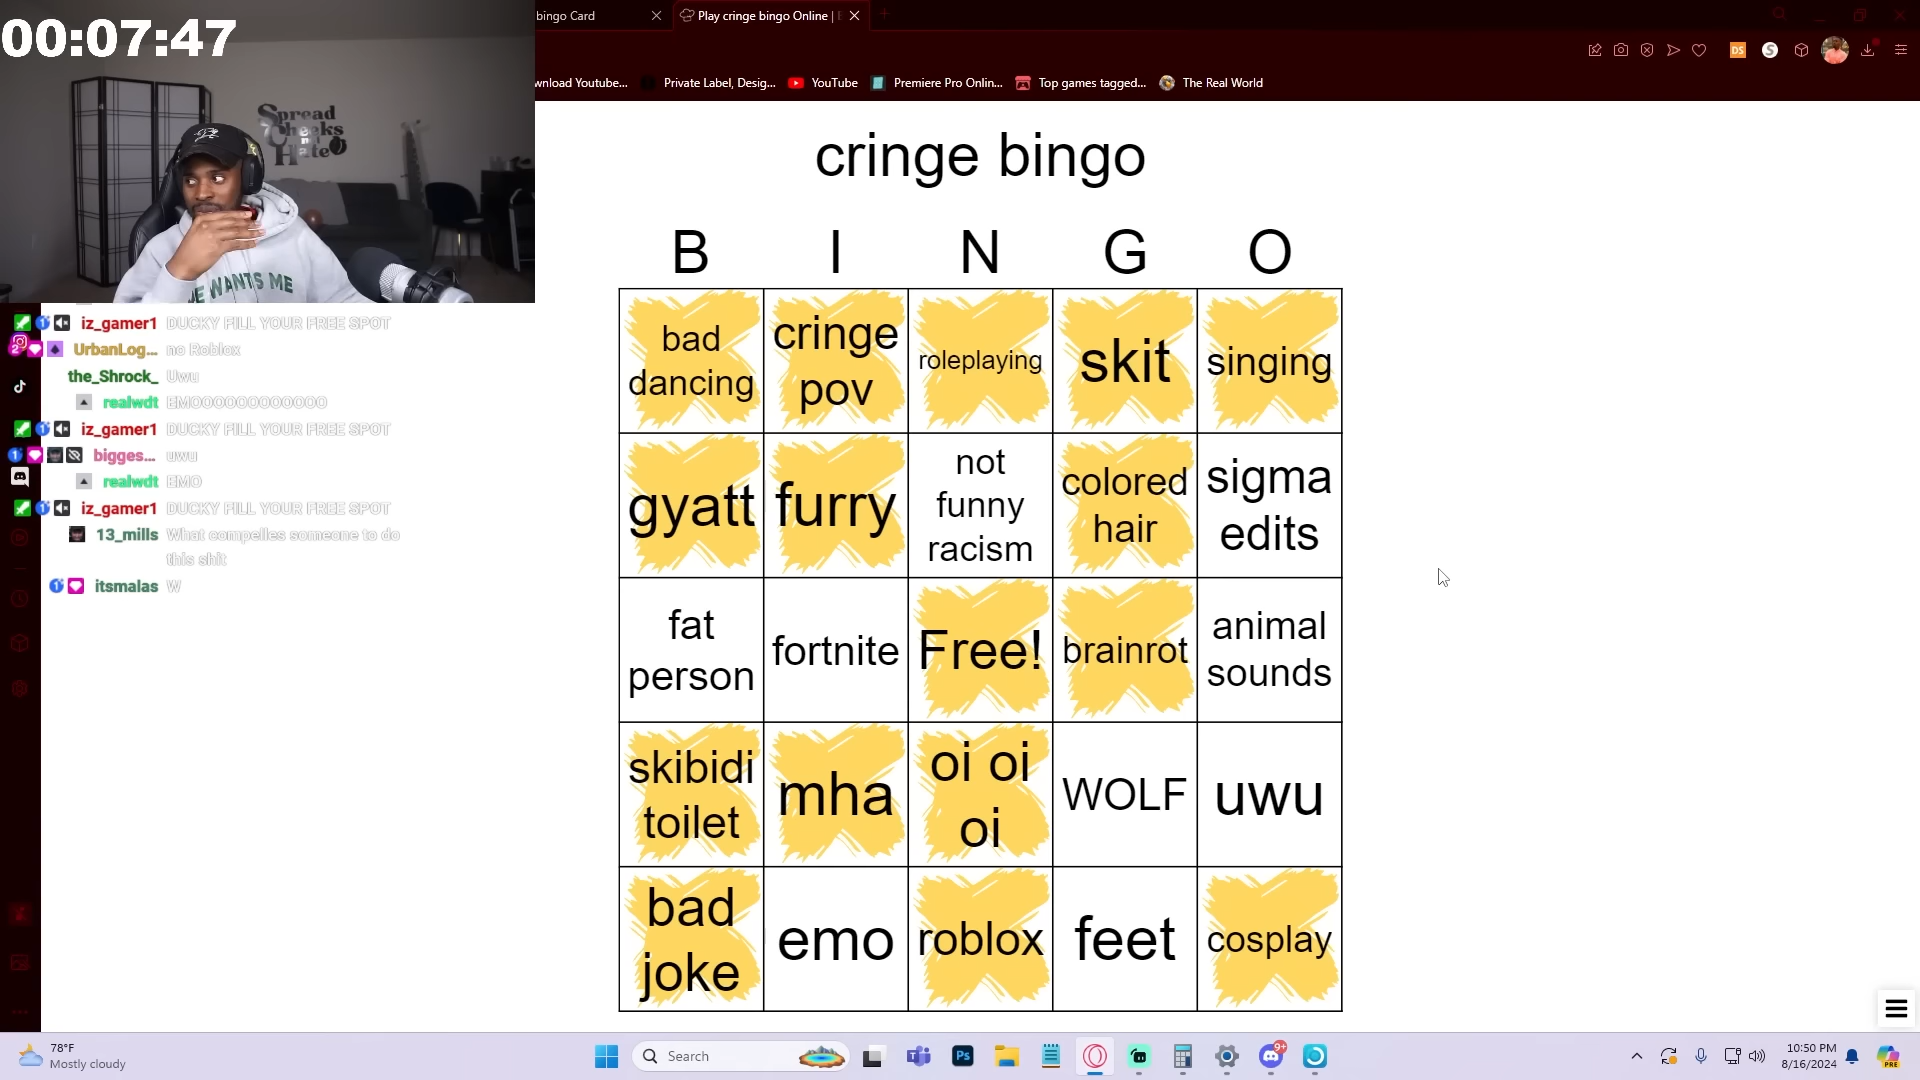 00:07:47
bingo Card
Play cringe bingo Online |
wnload Youtube...
Private Label, Desig...
YouTube
Premiere Pro Onlin...
Top games tagged...
The Real World
DS
Spread
Cheeks
Hate
E WANTS ME
iz_gamer1 DUCKY FILL YOUR FREE SPOT
UrbanLog... no Roblox
the_Shrock_ Uwu
realwdt EMOOOOOOOOOOOO
iz_gamer1 DUCKY FILL YOUR FREE SPOT
bigges... uwu
realwdt EMO
iz_gamer1 DUCKY FILL YOUR FREE SPOT
13_mills What compelles someone to do
this shit
itsmalas W
cringe bingo
B I N G O
bad
dancing
cringe
pov
roleplaying
skit
singing
gyatt
furry
not
funny
racism
colored
hair
sigma
edits
fat
person
fortnite
Free!
brainrot
animal
sounds
skibidi
toilet
mha
oi oi
oi
WOLF
uwu
bad
joke
emo
roblox
feet
cosplay
78°F
Mostly cloudy
Search
Ps
9+
10:50 PM
8/16/2024
PRE